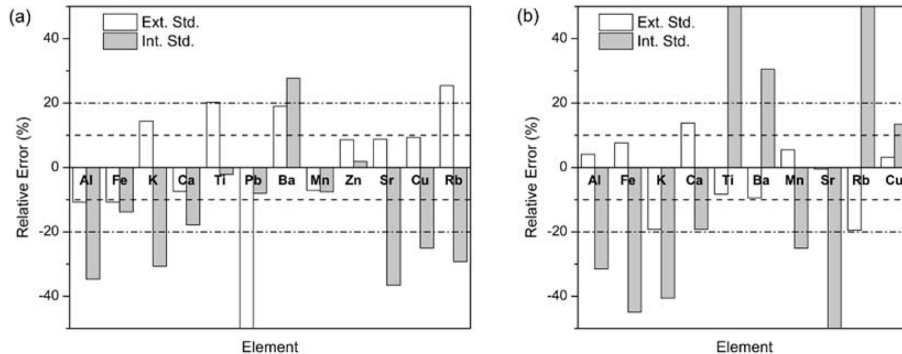 (a)
Ext. Std.
Int. Std.
40
20
0
-20
-40
Relative Error (%)
Al Fe K Ca Ti Pb Ba Mn Zn Sr Cu Rb
Element
(b)
Ext. Std.
Int. Std.
40
20
0
-20
-40
Relative Error (%)
Al Fe K Ca Ti Ba Mn Sr Rb Cu
Element